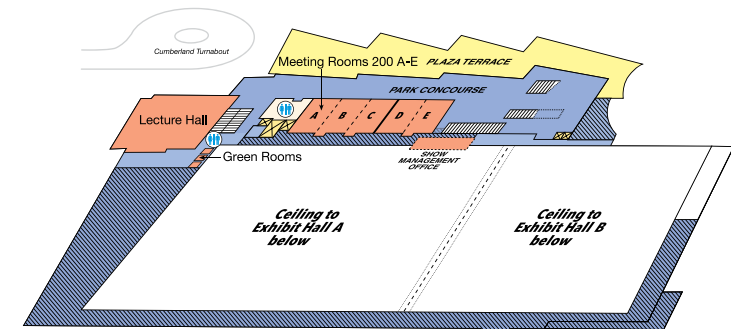 Cumberland Turnabout
Meeting Rooms 200 A-E
PLAZA TERRACE
PARK CONCOURSE
Lecture Hall
A B C D E
Green Rooms
SHOW
MANAGEMENT
OFFICE
Ceiling to
Exhibit Hall A
below
Ceiling to
Exhibit Hall B
below